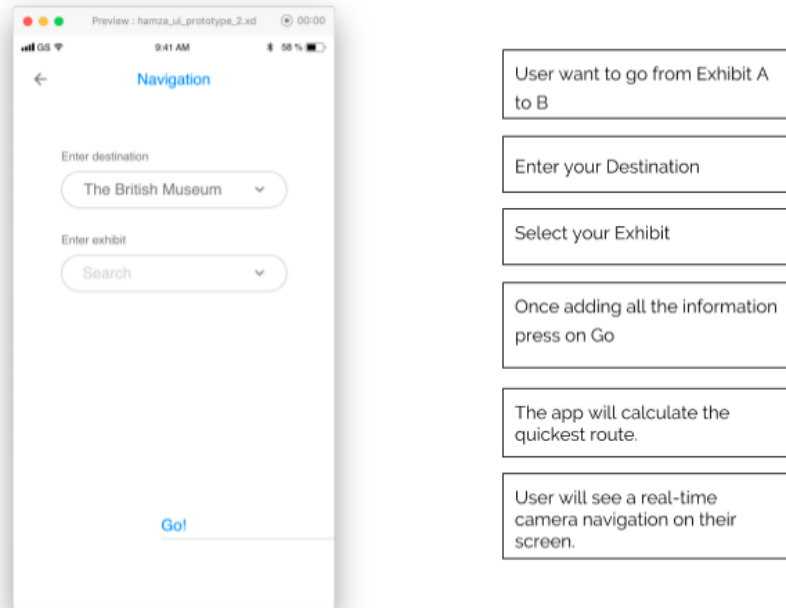 Preview : hamza_ui_prototype_2.xd
00:00
GS
9:41 AM
58 %
Navigation
Enter destination
The British Museum
Enter exhibit
Search
Go!
User want to go from Exhibit A
to B
Enter your Destination
Select your Exhibit
Once adding all the information
press on Go
The app will calculate the
quickest route.
User will see a real-time
camera navigation on their
screen.